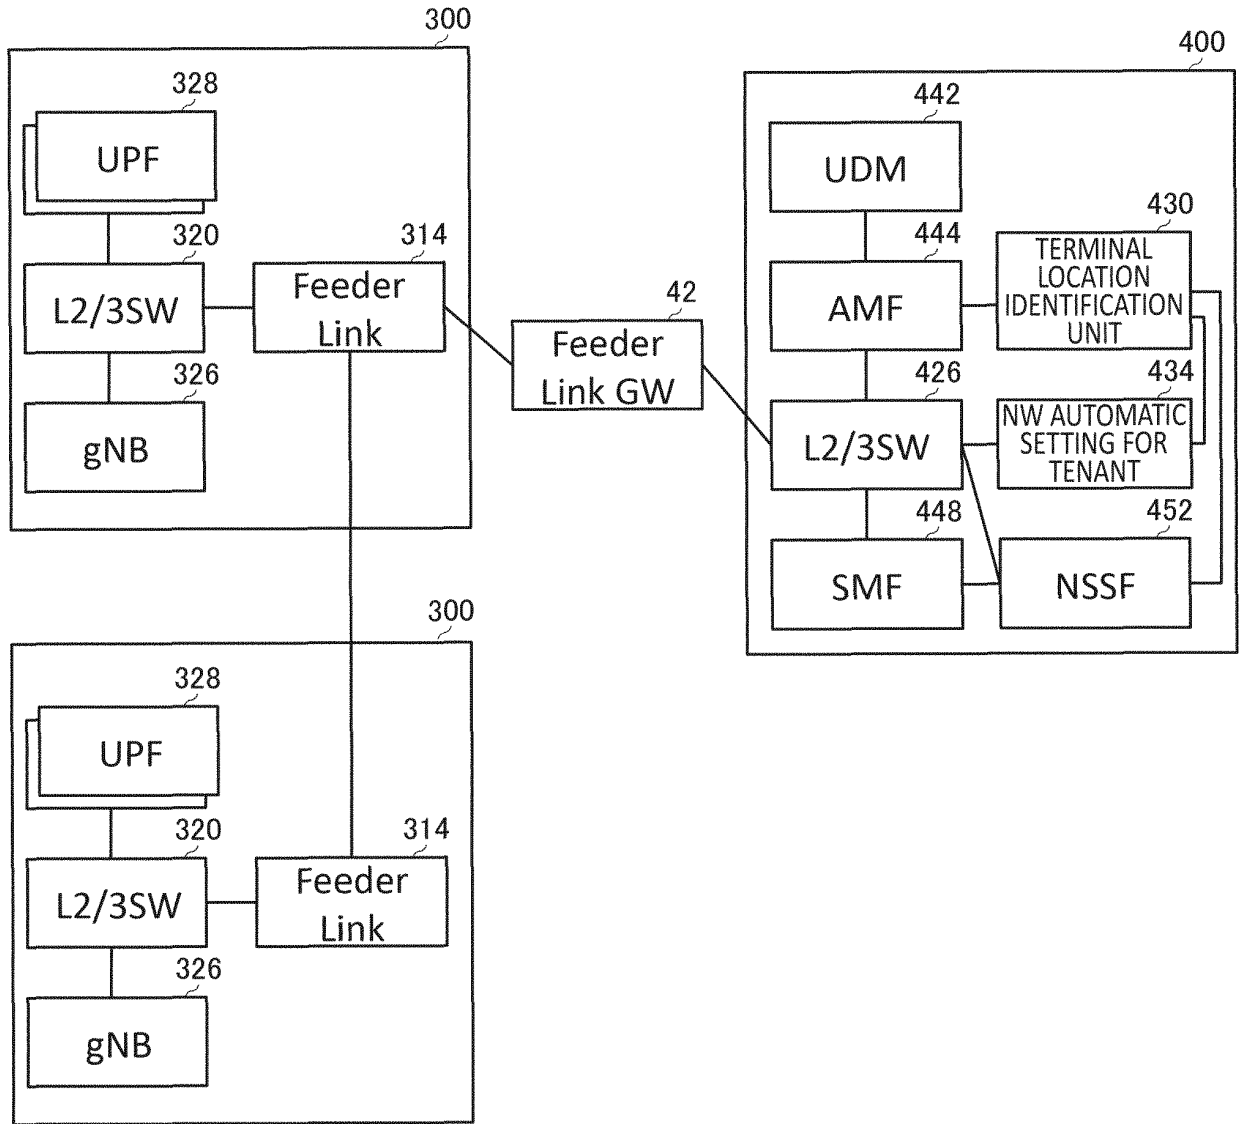 300
328
UPF
320
L2/3SW
314
Feeder
Link
326
gNB
42
Feeder
Link GW
400
442
UDM
444
AMF
430
TERMINAL
LOCATION
IDENTIFICATION
UNIT
426
L2/3SW
434
NW AUTOMATIC
SETTING FOR
TENANT
448
SMF
452
NSSF
300
328
UPF
320
L2/3SW
314
Feeder
Link
326
gNB